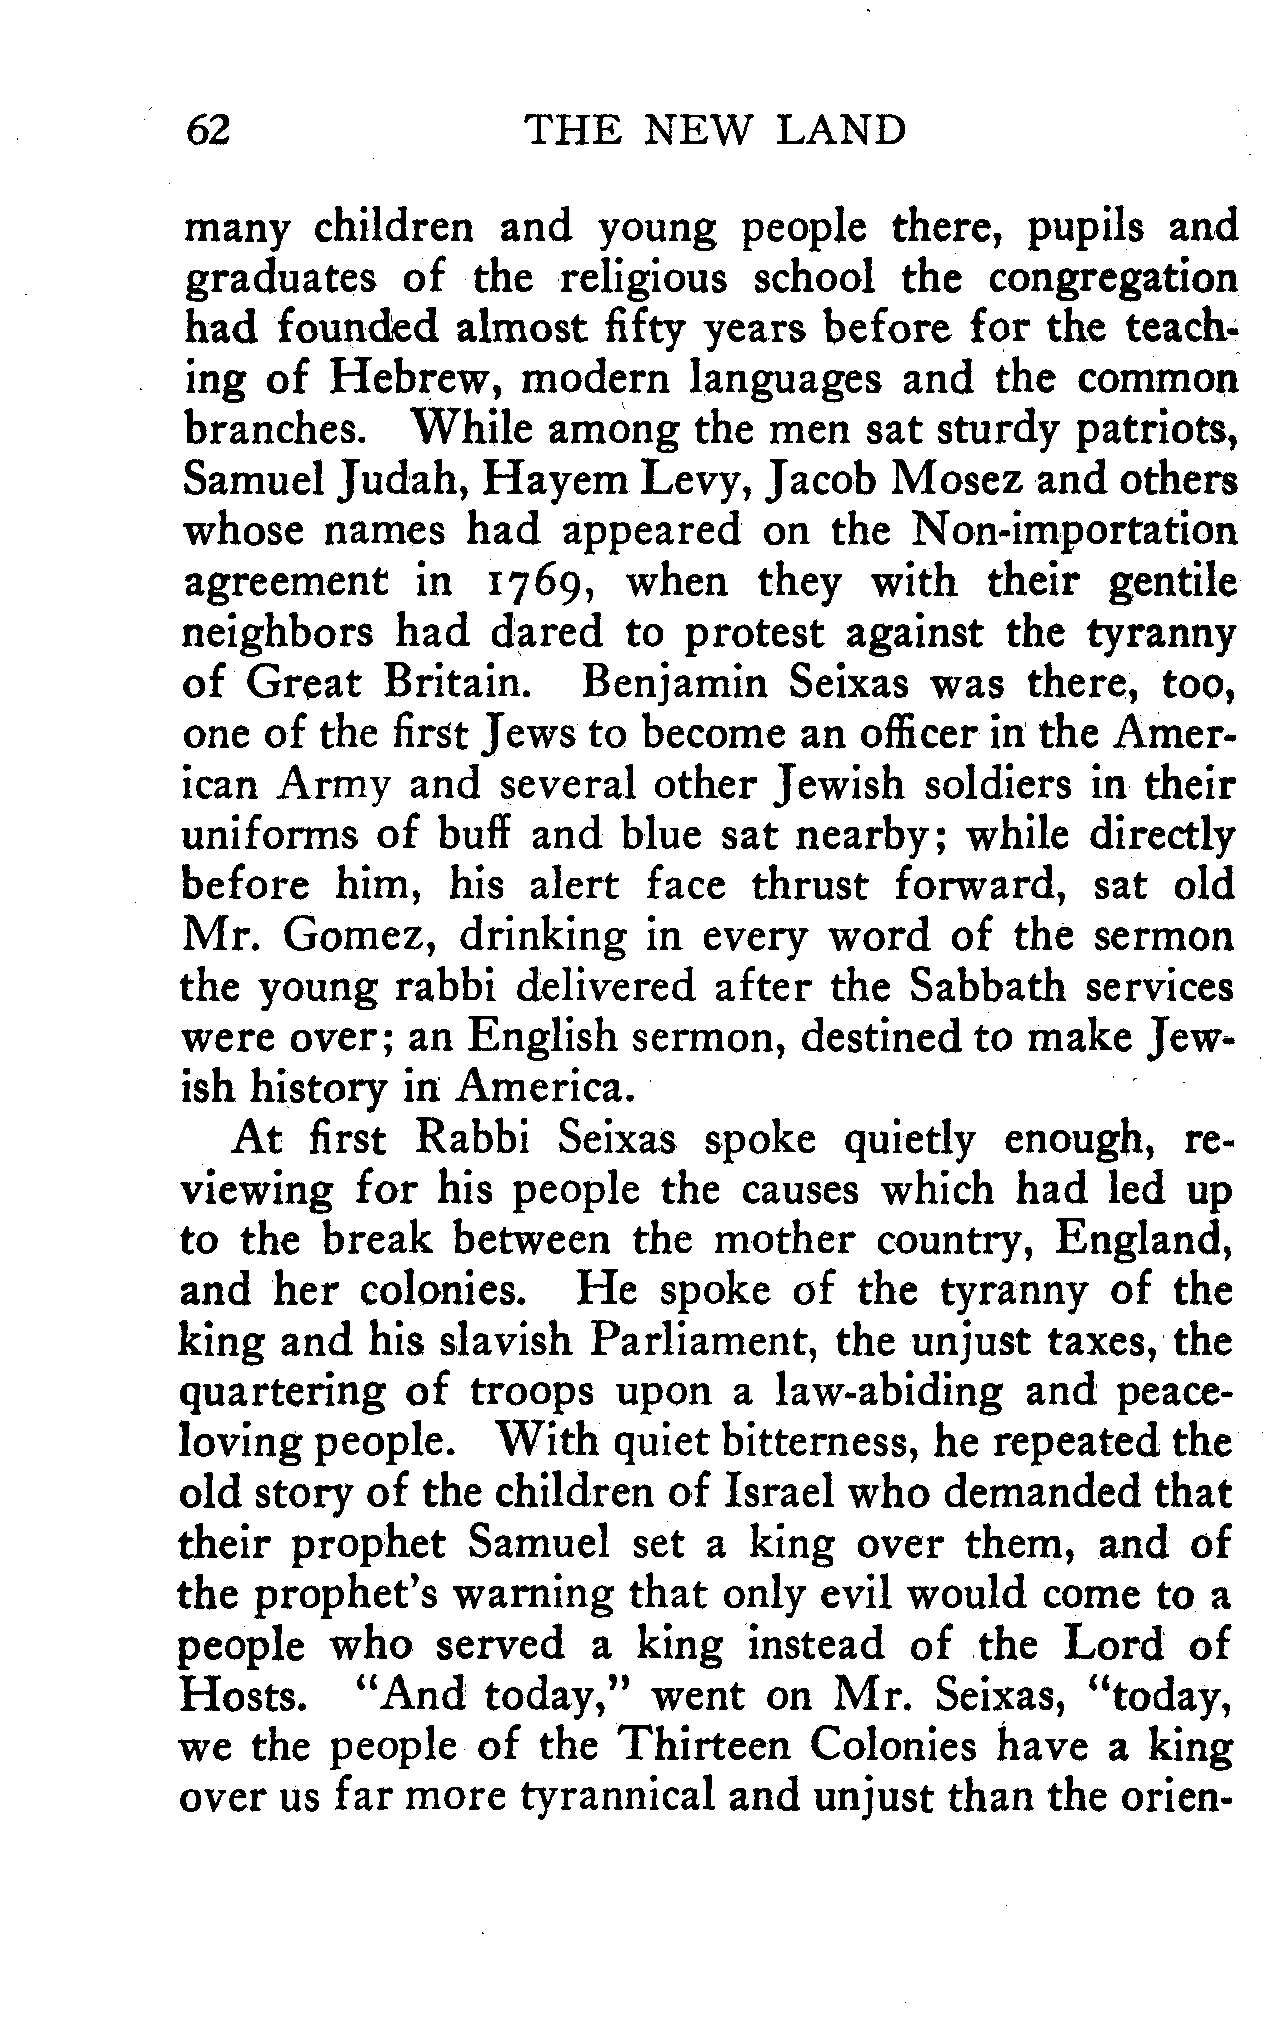 62 THE NEW LAND
many children and young people there, pupils and
graduates of the religious school the congregation
had founded almost fifty years before for the teach-
ing of Hebrew, modern languages and the common
branches. While among the men sat sturdy patriots,
Samuel Judah, Hayem Levy, Jacob Mosez and others
whose names had appeared on the Non-importation
agreement in 1769, when they with their gentile
neighbors had dared to protest against the tyranny
of Great Britain. Benjamin Seixas was there, too,
one of the first Jews to become an officer in the Amer-
ican Army and several other Jewish soldiers in their
uniforms of buff and blue sat nearby; while directly
before him, his alert face thrust forward, sat old
Mr. Gomez, drinking in every word of the sermon
the young rabbi delivered after the Sabbath services
were over; an English sermon, destined to make Jew-
ish history in America.
At first Rabbi Seixas spoke quietly enough, re-
viewing for his people the causes which had led up
to the break between the mother country, England,
and her colonies. He spoke of the tyranny of the
king and his slavish Parliament, the unjust taxes, the
quartering of troops upon a law-abiding and peace-
loving people. With quiet bitterness, he repeated the
old story of the children of Israel who demanded that
their prophet Samuel set a king over them, and of
the prophet's warning that only evil would come to a
people who served a king instead of the Lord of
Hosts. "And today," went on Mr. Seixas, "today,
we the people of the Thirteen Colonies have a king
over us far more tyrannical and unjust than the orien-